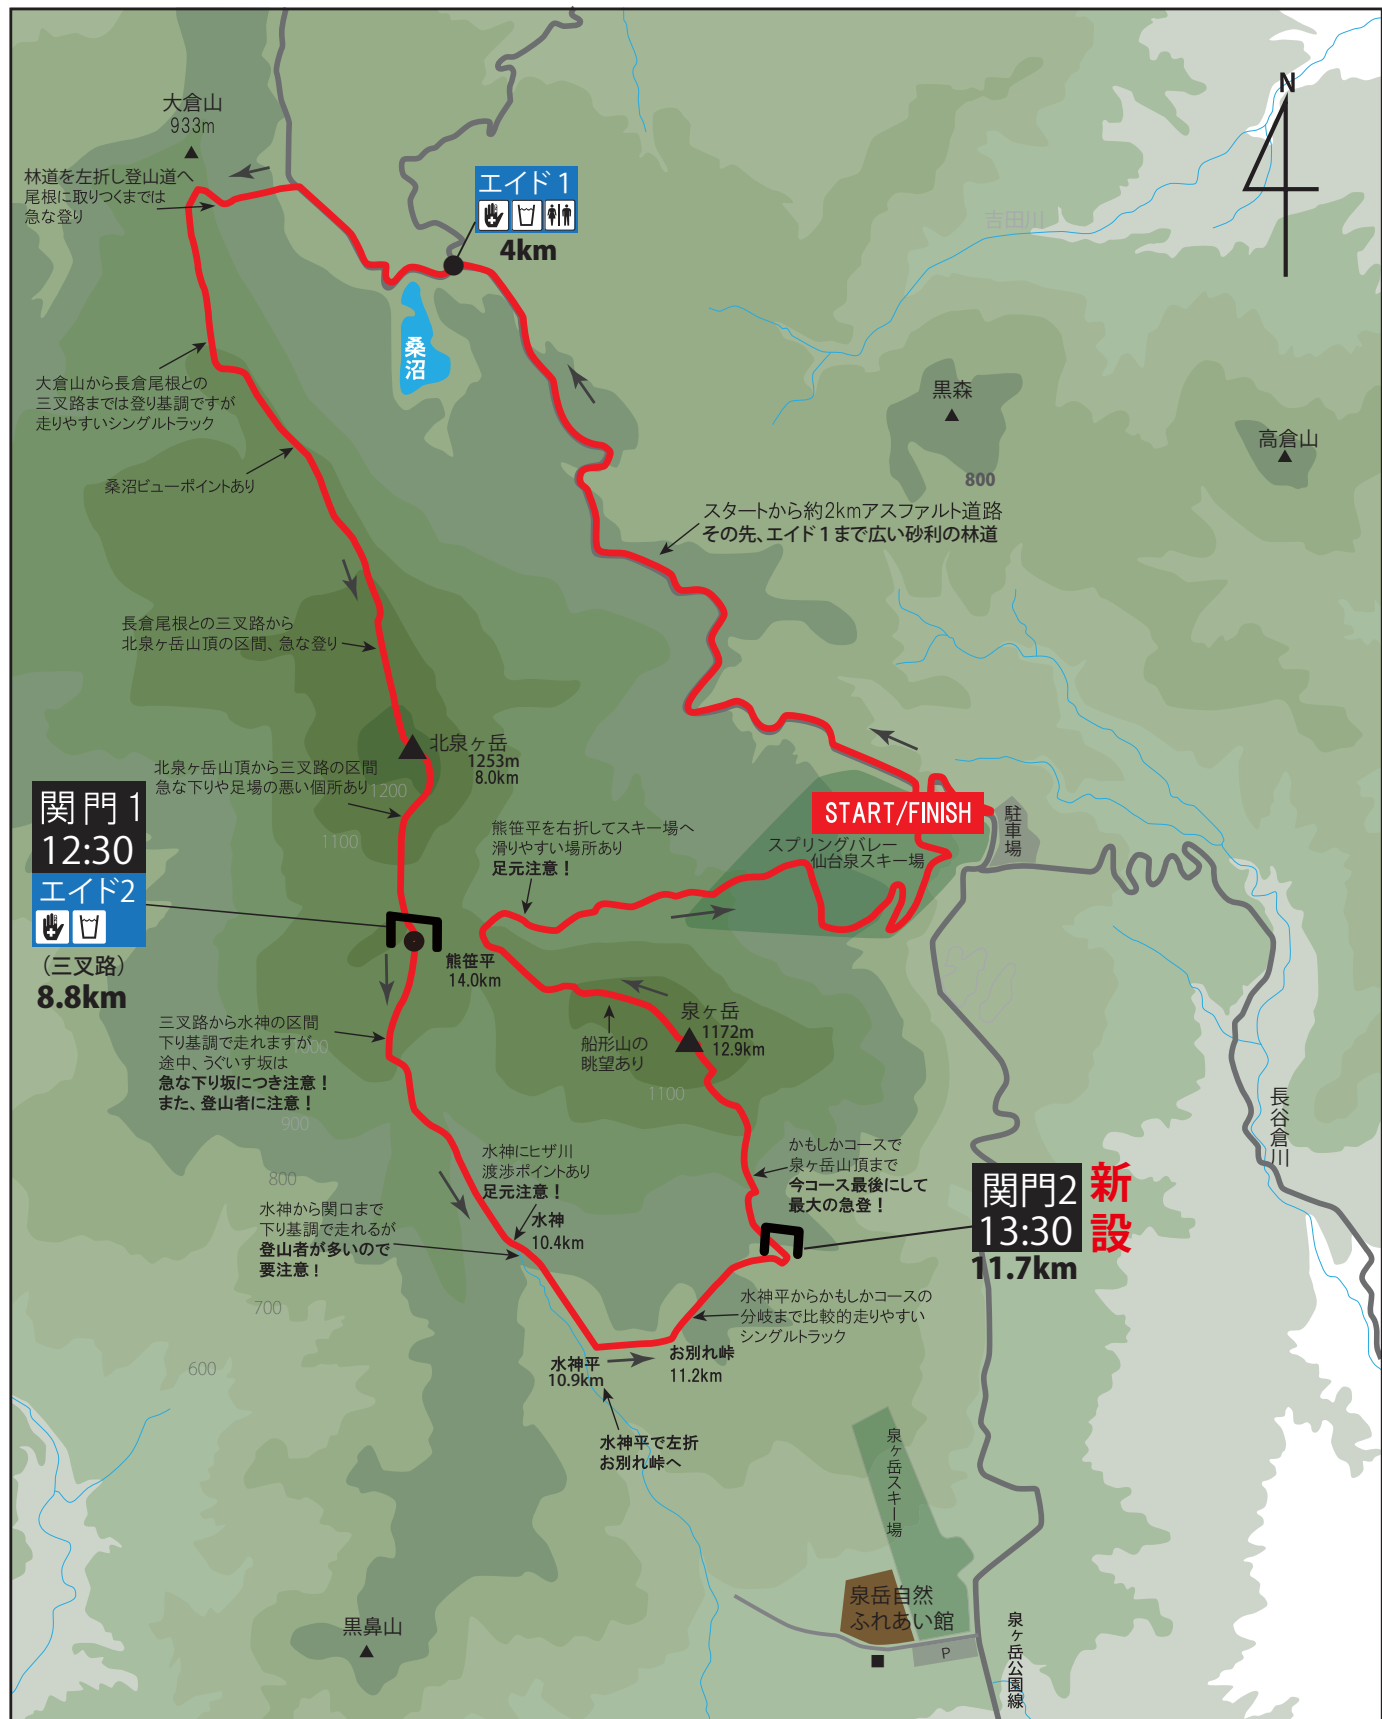 大倉山
933m
林道を左折し登山道へ
尾根に取りつくまでは
急な登り
エイド1
4km
N
吉田川
桑沼
大倉山から長倉尾根との
三叉路までは登り基調ですが
走りやすいシングルトラック
黒森
800
高倉山
桑沼ビューポイントあり
スタートから約2kmアスファルト道路
その先、エイド1まで広い砂利の林道
長倉尾根との三叉路から
北泉ヶ岳山頂の区間、急な登り
北泉ヶ岳
1253m
8.0km
北泉ヶ岳山頂から三叉路の区間
急な下りや足場の悪い個所あり
1200
1100
関門1
12:30
エイド2
(三叉路)
8.8km
START/FINISH
スプリングバレー
仙台泉スキー場
駐車場
熊笹平を右折してスキー場へ
滑りやすい場所あり
足元注意！
熊笹平
14.0km
泉ヶ岳
1172m
12.9km
船形山の
眺望あり
1100
三叉路から水神の区間
下り基調で走れますが
途中、うぐいす坂は
急な下り坂につき注意！
また、登山者に注意！
1000
900
800
700
600
水神にヒザ川
渡渉ポイントあり
足元注意！
水神
10.4km
水神から関口まで
下り基調で走れるが
登山者が多いので
要注意！
かもしかコースで
泉ヶ岳山頂まで
今コース最後にして
最大の急登！
関門2
13:30
11.7km
新設
長谷倉川
水神平からかもしかコースの
分岐まで比較的走りやすい
シングルトラック
お別れ峠
11.2km
水神平
10.9km
水神平で左折
お別れ峠へ
泉ヶ岳スキー場
泉岳自然
ふれあい館
P
泉ヶ岳公園線
黒鼻山